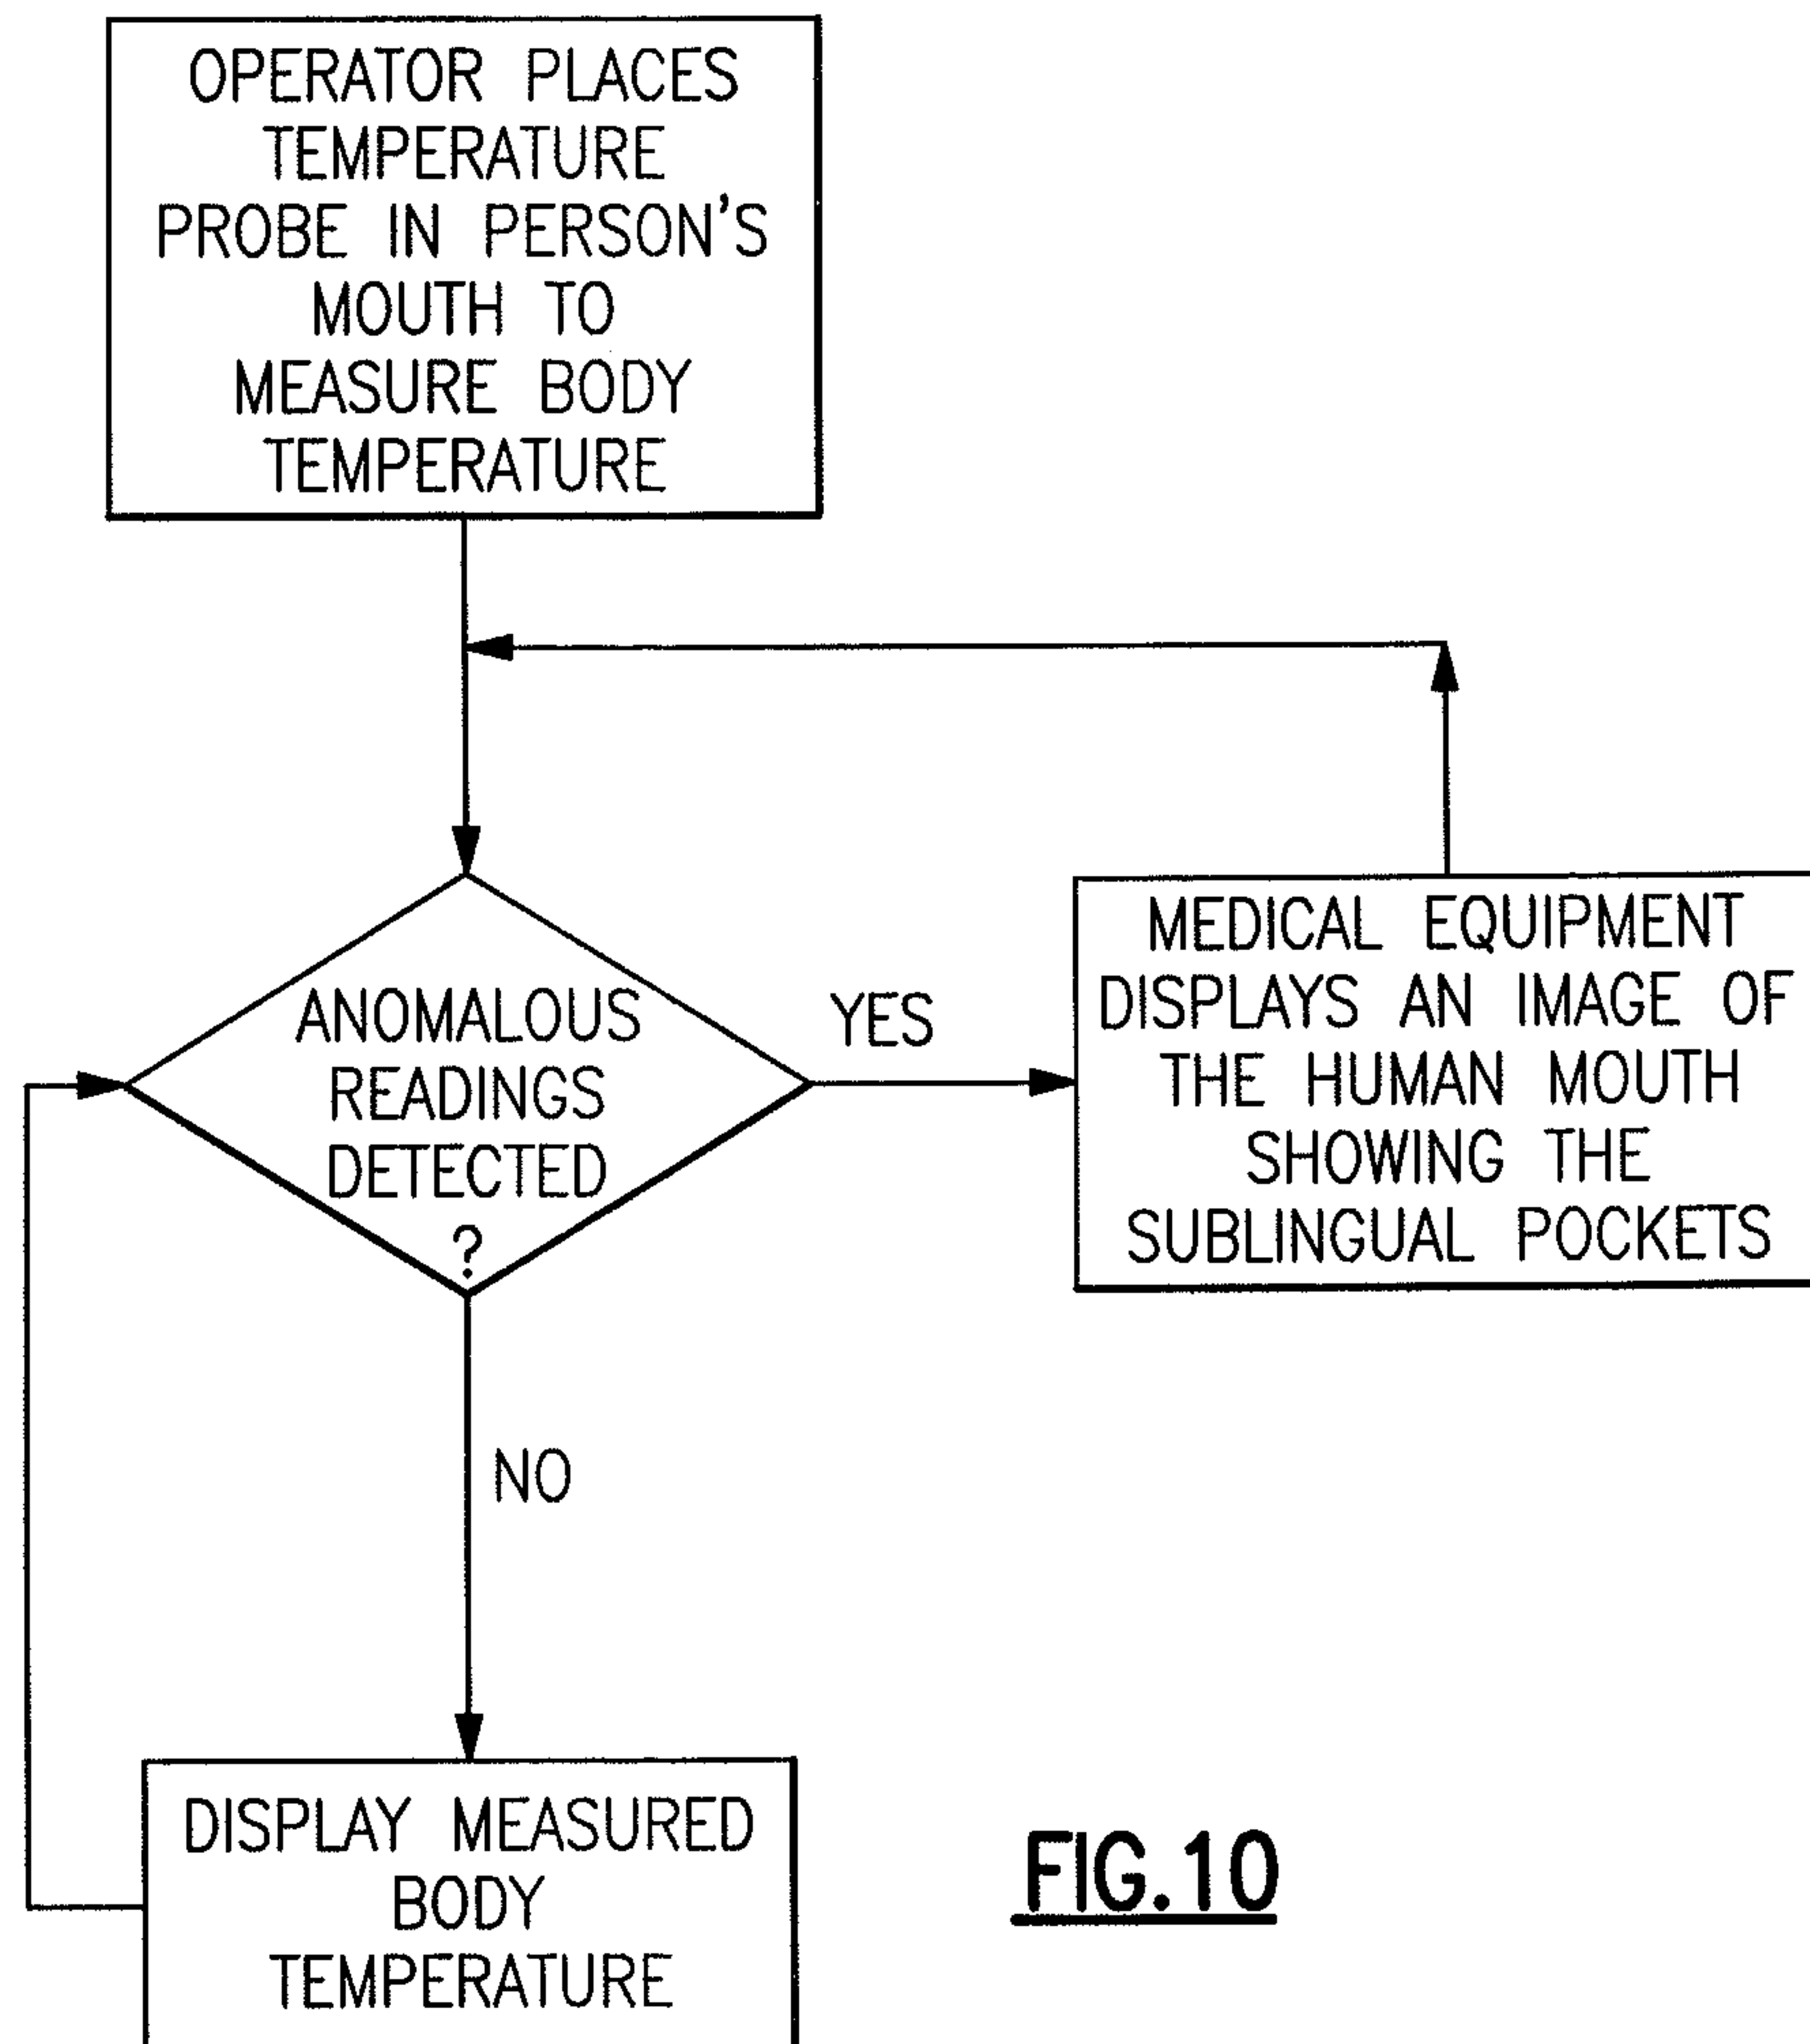 OPERATOR PLACES
TEMPERATURE
PROBE IN PERSON'S
MOUTH TO
MEASURE BODY
TEMPERATURE
ANOMALOUS
READINGS
DETECTED
?
YES
MEDICAL EQUIPMENT
DISPLAYS AN IMAGE OF
THE HUMAN MOUTH
SHOWING THE
SUBLINGUAL POCKETS
NO
DISPLAY MEASURED
BODY
TEMPERATURE
FIG.10